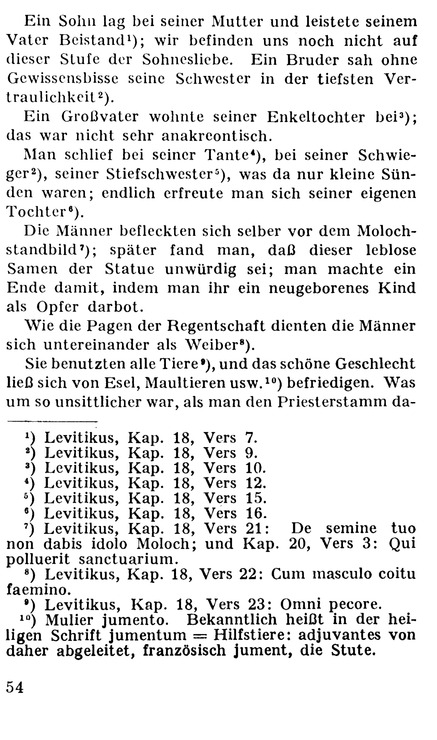 Ein Sohn lag bei seiner Mutter und leistete seinem
Vater Beistand¹); wir befinden uns noch nicht auf
dieser Stufe der Sohnesliebe. Ein Bruder sah ohne
Gewissensbisse seine Schwester in der tiefsten Ver-
traulichkeit²).
Ein Großvater wohnte seiner Enkeltochter bei³);
das war nicht sehr anakreontisch.
Man schlief bei seiner Tante⁴), bei seiner Schwie-
ger²), seiner Stiefschwester⁵), was da nur kleine Sün-
den waren; endlich erfreute man sich seiner eigenen
Tochter⁶).
Die Männer befleckten sich selber vor dem Moloch-
standbild⁷); später fand man, daß dieser leblose
Samen der Statue unwürdig sei; man machte ein
Ende damit, indem man ihr ein neugeborenes Kind
als Opfer darbot.
Wie die Pagen der Regentschaft dienten die Männer
sich untereinander als Weiber⁸).
Sie benutzten alle Tiere⁹), und das schöne Geschlecht
ließ sich von Esel, Maultieren usw.¹⁰) befriedigen. Was
um so unsittlicher war, als man den Priesterstamm da-
¹) Levitikus, Kap. 18, Vers 7.
²) Levitikus, Kap. 18, Vers 9.
³) Levitikus, Kap. 18, Vers 10.
⁴) Levitikus, Kap. 18, Vers 12.
⁵) Levitikus, Kap. 18, Vers 15.
⁶) Levitikus, Kap. 18, Vers 16.
⁷) Levitikus, Kap. 18, Vers 21: De semine tuo
non dabis idolo Moloch; und Kap. 20, Vers 3: Qui
polluerit sanctuarium.
⁸) Levitikus, Kap. 18, Vers 22: Cum masculo coitu
faemino.
⁹) Levitikus, Kap. 18, Vers 23: Omni pecore.
¹⁰) Mulier jumento. Bekanntlich heißt in der hei-
ligen Schrift jumentum = Hilfstiere: adjuvantes von
daher abgeleitet, französisch jument, die Stute.
54